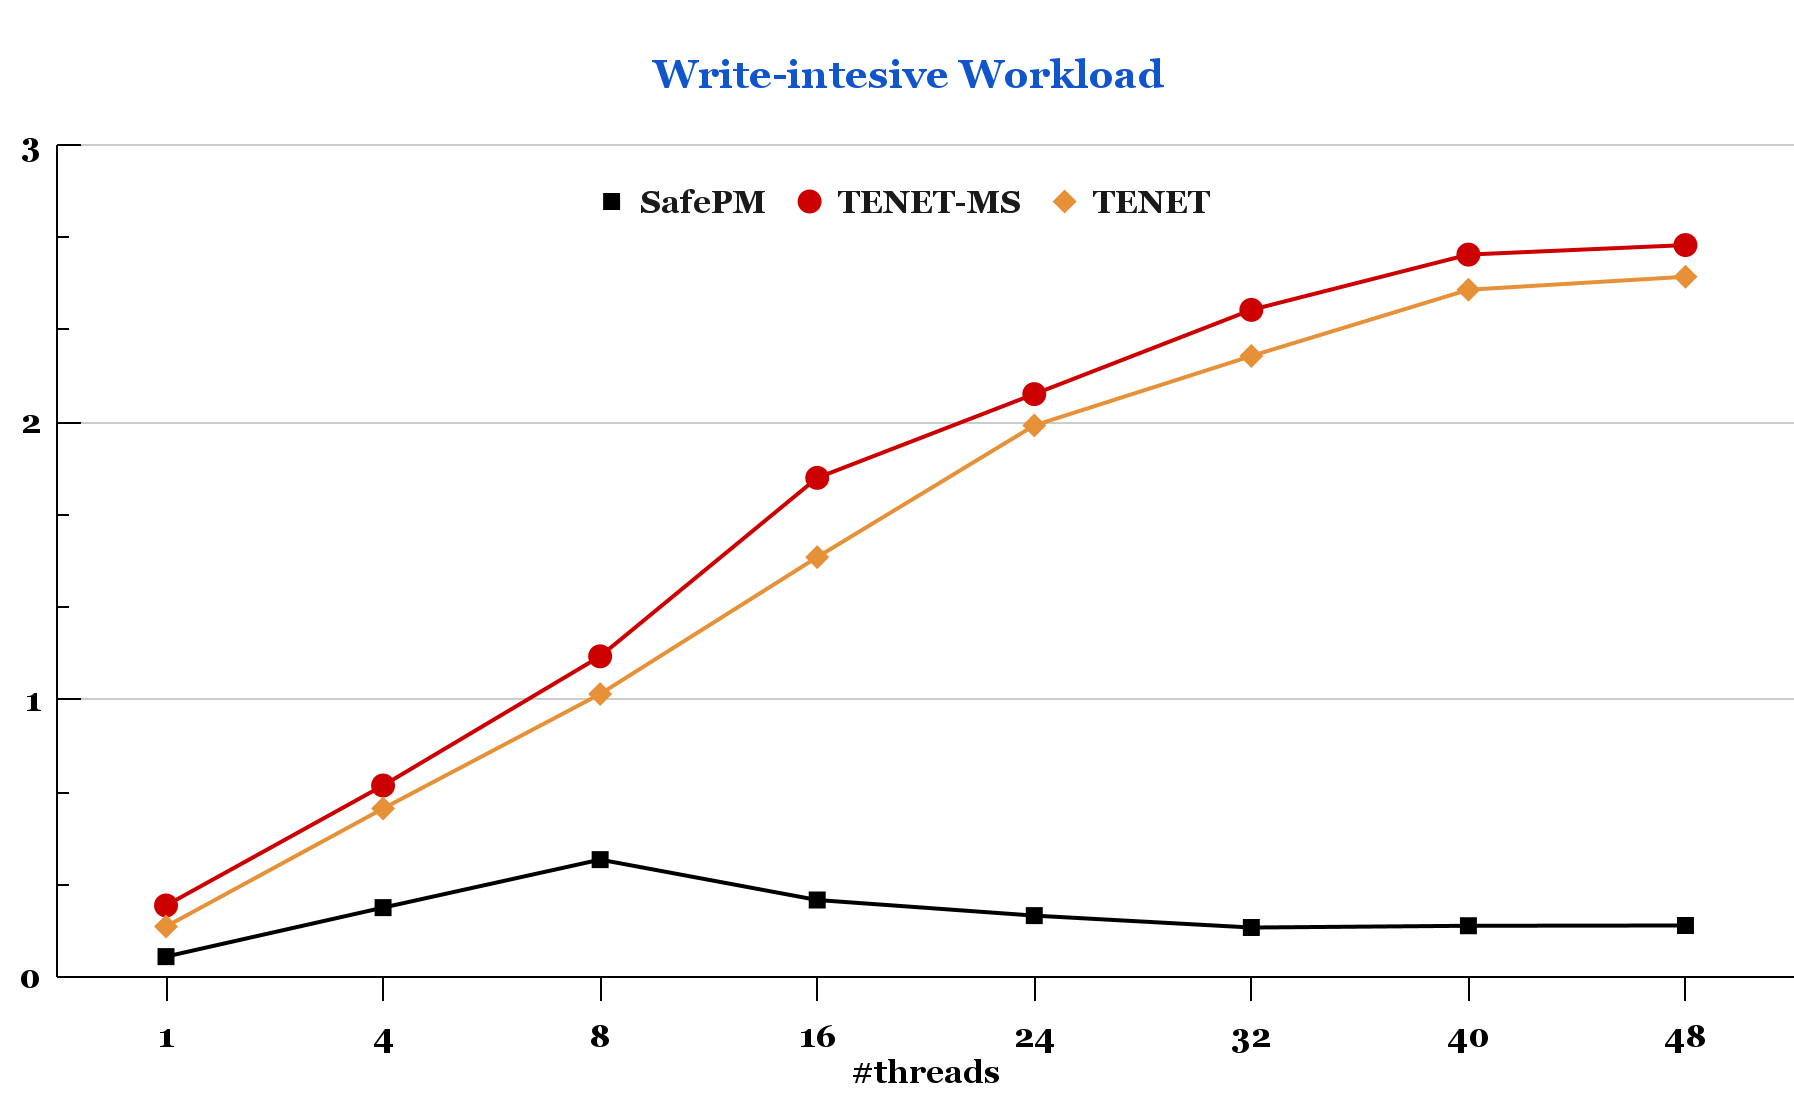 Write-intesive Workload
3
SafePM TENET-MS TENET
2
1
0
1 4 8 16 24 32 40 48
#threads